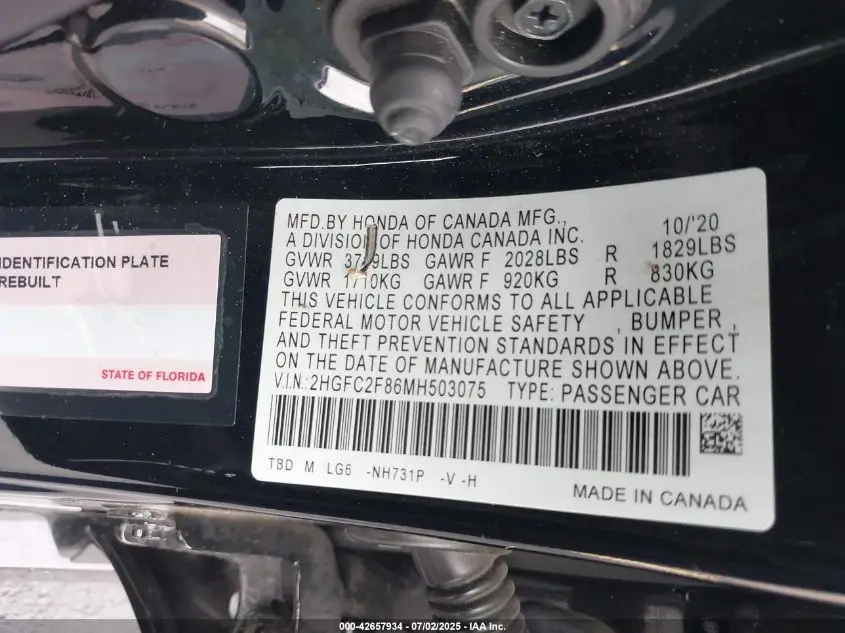 IDENTIFICATION PLATE
REBUILT
STATE OF FLORIDA
MFD.BY HONDA OF CANADA MFG., 10/'20
A DIVISION OF HONDA CANADA INC.
GVWR LBS GAWR F 2028LBS R 1829LBS
GVWR 1710KG GAWR F 920KG R 830KG
THIS VEHICLE CONFORMS TO ALL APPLICABLE
FEDERAL MOTOR VEHICLE SAFETY , BUMPER ,
AND THEFT PREVENTION STANDARDS IN EFFECT
ON THE DATE OF MANUFACTURE SHOWN ABOVE.
V.I.N.:2HGFC2F86MH503075 TYPE: PASSENGER CAR
TBD M LG6 -NH731P -V -H
MADE IN CANADA
000-42657934 - 07/02/2025 - IAA Inc.